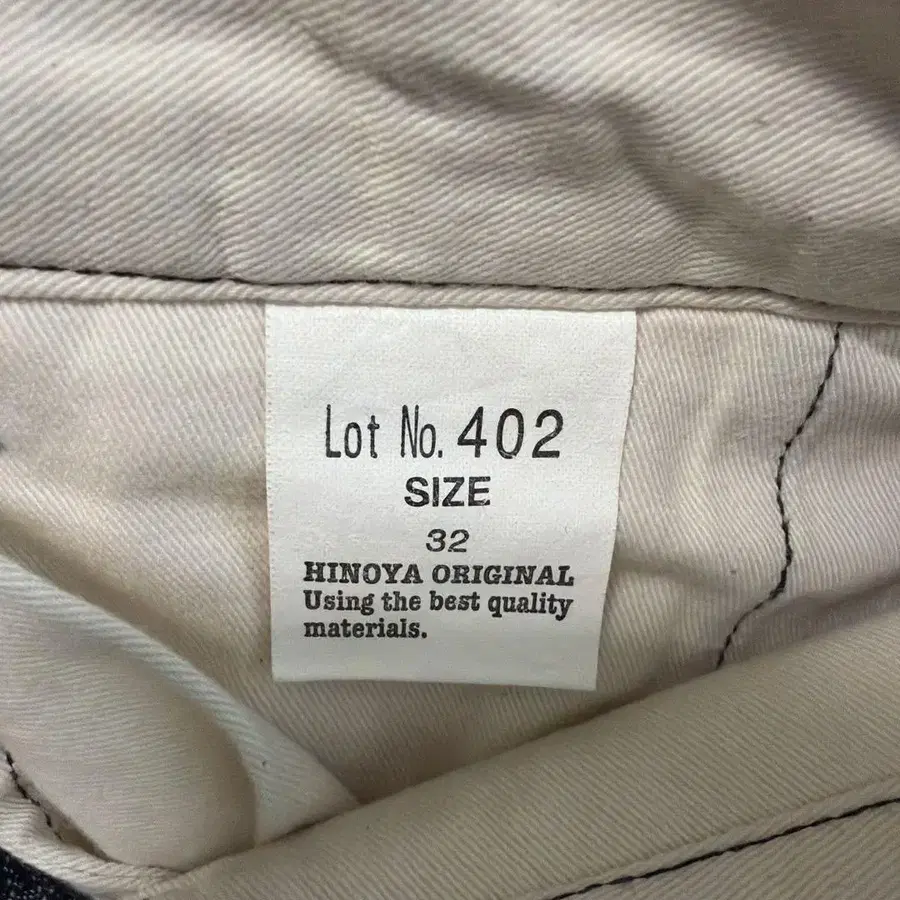 Lot No. 402
SIZE
32
HINOYA ORIGINAL
Using the best quality
materials.